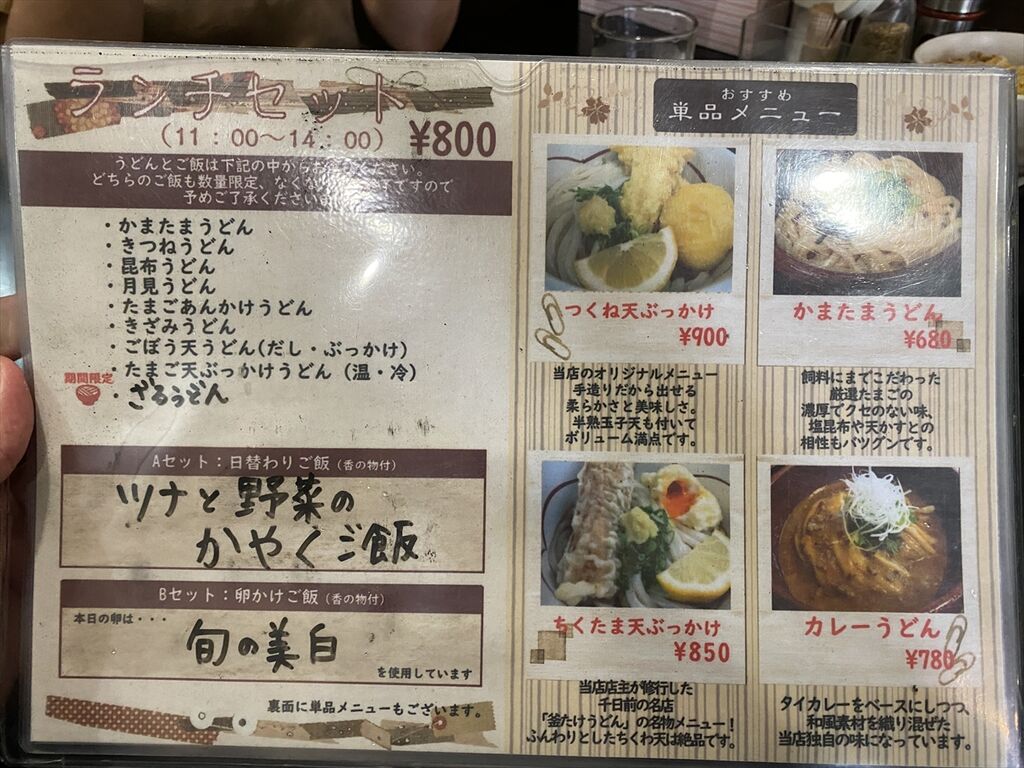 ランチセット
(11：00～14：00) ¥800
うどんとご飯は下記の中からお選びください。
どちらのご飯も数量限定、なくなり次第終了ですので
予めご了承ください
・かまたまうどん
・きつねうどん
・昆布うどん
・月見うどん
・たまごあんかけうどん
・きざみうどん
・ごぼう天うどん(だし・ぶっかけ)
・たまご天ぶっかけうどん (温・冷)
期間限定
・ざるうどん
Aセット：日替わりご飯 (香の物付)
ツナと野菜の
かやくご飯
Bセット：卵かけご飯 (香の物付)
本日の卵は・・・
旬の美白
を使用しています
裏面に単品メニューもございます。
おすすめ
単品メニュー
つくね天ぶっかけ
¥900
当店のオリジナルメニュー
手造りだから出せる
柔らかさと美味しさ。
半熟玉子天も付いて
ボリューム満点です。
かまたまうどん
¥680
飼料にまでこだわった
厳選たまごの
濃厚でクセのない味、
塩昆布や天かすとの
相性もバツグンです。
ちくたま天ぶっかけ
¥850
当店店主が修行した
千日前の名店
「釜たけうどん」の名物メニュー！
ふんわりとしたちくわ天は絶品です。
カレーうどん
¥780
タイカレーをベースにしつつ、
和風素材を織り混ぜた
当店独自の味になっています。